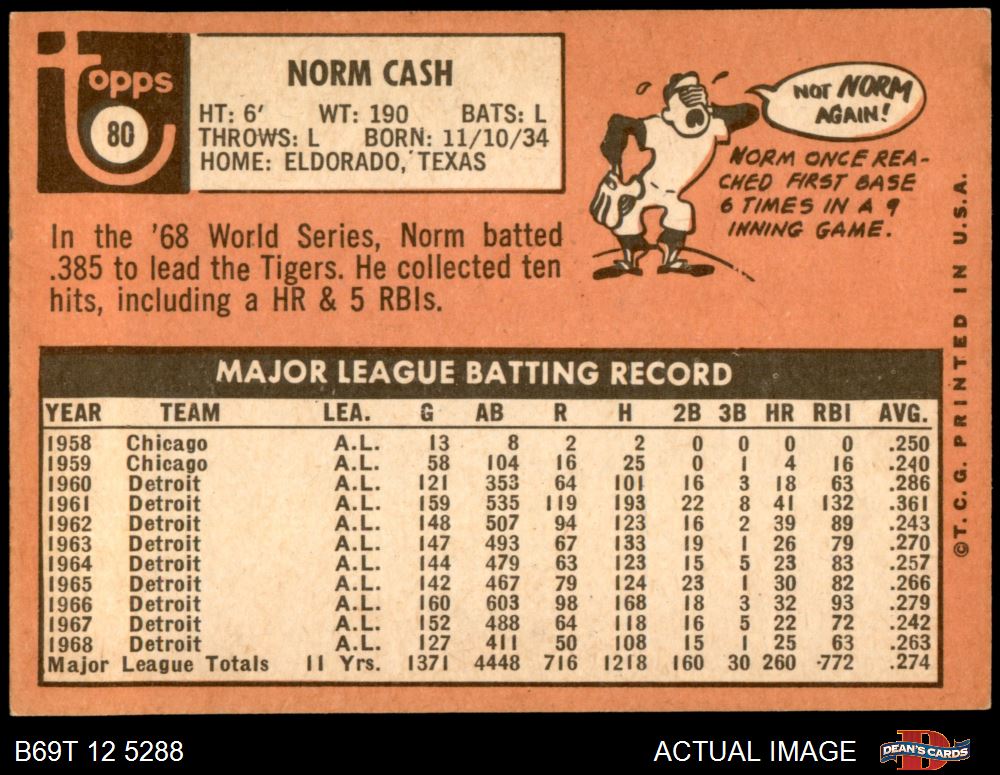 topps
80
NORM CASH
HT: 6' WT: 190 BATS: L
THROWS: L BORN: 11/10/34
HOME: ELDORADO, TEXAS
NOT NORM
AGAIN!
NORM ONCE REA-
CHED FIRST BASE
6 TIMES IN A 9
INNING GAME.
In the '68 World Series, Norm batted
.385 to lead the Tigers. He collected ten
hits, including a HR & 5 RBIs.
MAJOR LEAGUE BATTING RECORD
YEAR TEAM LEA. G AB R H 2B 3B HR RBI AVG.
1958 Chicago A.L. 13 8 2 2 0 0 0 0 .250
1959 Chicago A.L. 58 104 16 25 0 1 4 16 .240
1960 Detroit A.L. 121 353 64 101 16 3 18 63 .286
1961 Detroit A.L. 159 535 119 193 22 8 41 132 .361
1962 Detroit A.L. 148 507 94 123 16 2 39 89 .243
1963 Detroit A.L. 147 493 67 133 19 1 26 79 .270
1964 Detroit A.L. 144 479 63 123 15 5 23 83 .257
1965 Detroit A.L. 142 467 79 124 23 1 30 82 .266
1966 Detroit A.L. 160 603 98 168 18 3 32 93 .279
1967 Detroit A.L. 152 488 64 118 16 5 22 72 .242
1968 Detroit A.L. 127 411 50 108 15 1 25 63 .263
Major League Totals 11 Yrs. 1371 4448 716 1218 160 30 260 -772 .274
©T. C. G. PRINTED IN U.S.A.
B69T 12 5288
ACTUAL IMAGE
D
DEAN'S CARDS